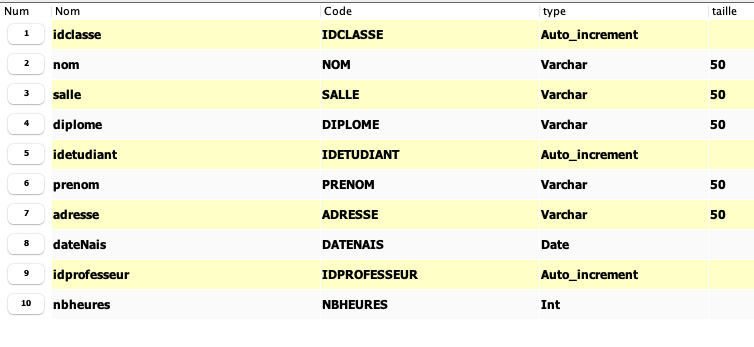 Num Nom Code type taille
1 idclasse IDCLASSE Auto_increment
2 nom NOM Varchar 50
3 salle SALLE Varchar 50
4 diplome DIPLOME Varchar 50
5 idetudiant IDETUDIANT Auto_increment
6 prenom PRENOM Varchar 50
7 adresse ADRESSE Varchar 50
8 dateNais DATENAIS Date
9 idprofesseur IDPROFESSEUR Auto_increment
10 nbheures NBHEURES Int